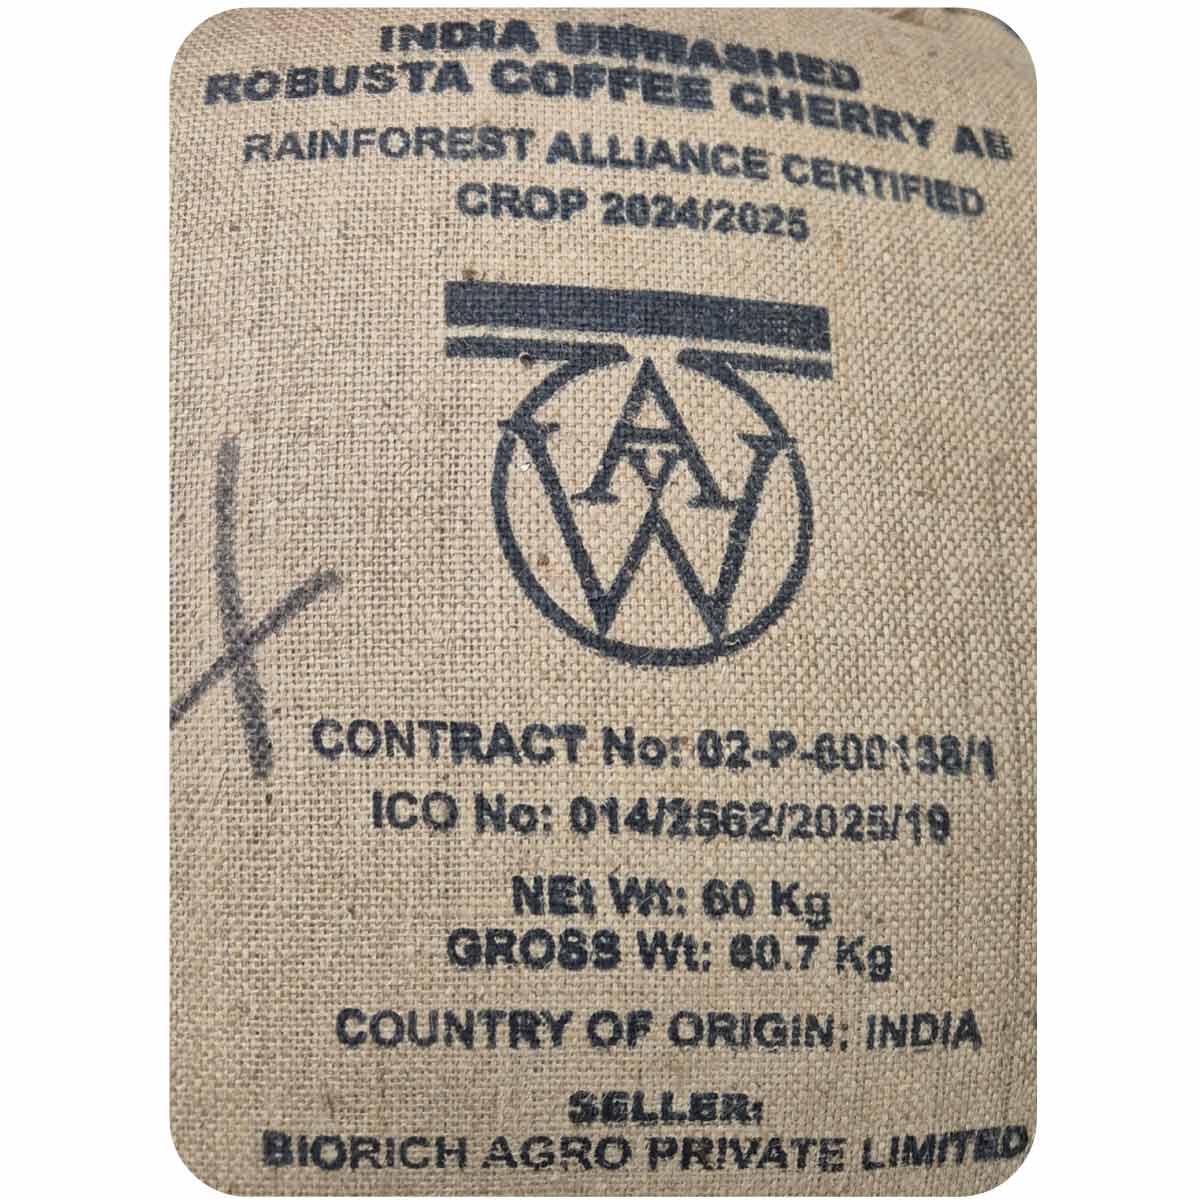 INDIA UNWASHED
ROBUSTA COFFEE CHERRY AB
RAINFOREST ALLIANCE CERTIFIED
CROP 2024/2025
A
V
W
CONTRACT No: 02-P-600138/1
ICO No: 014/2562/2025/19
NEt Wt: 60 Kg
GROSS Wt: 60.7 Kg
COUNTRY OF ORIGIN: INDIA
SELLER:
BIORICH AGRO PRIVATE LIMITED